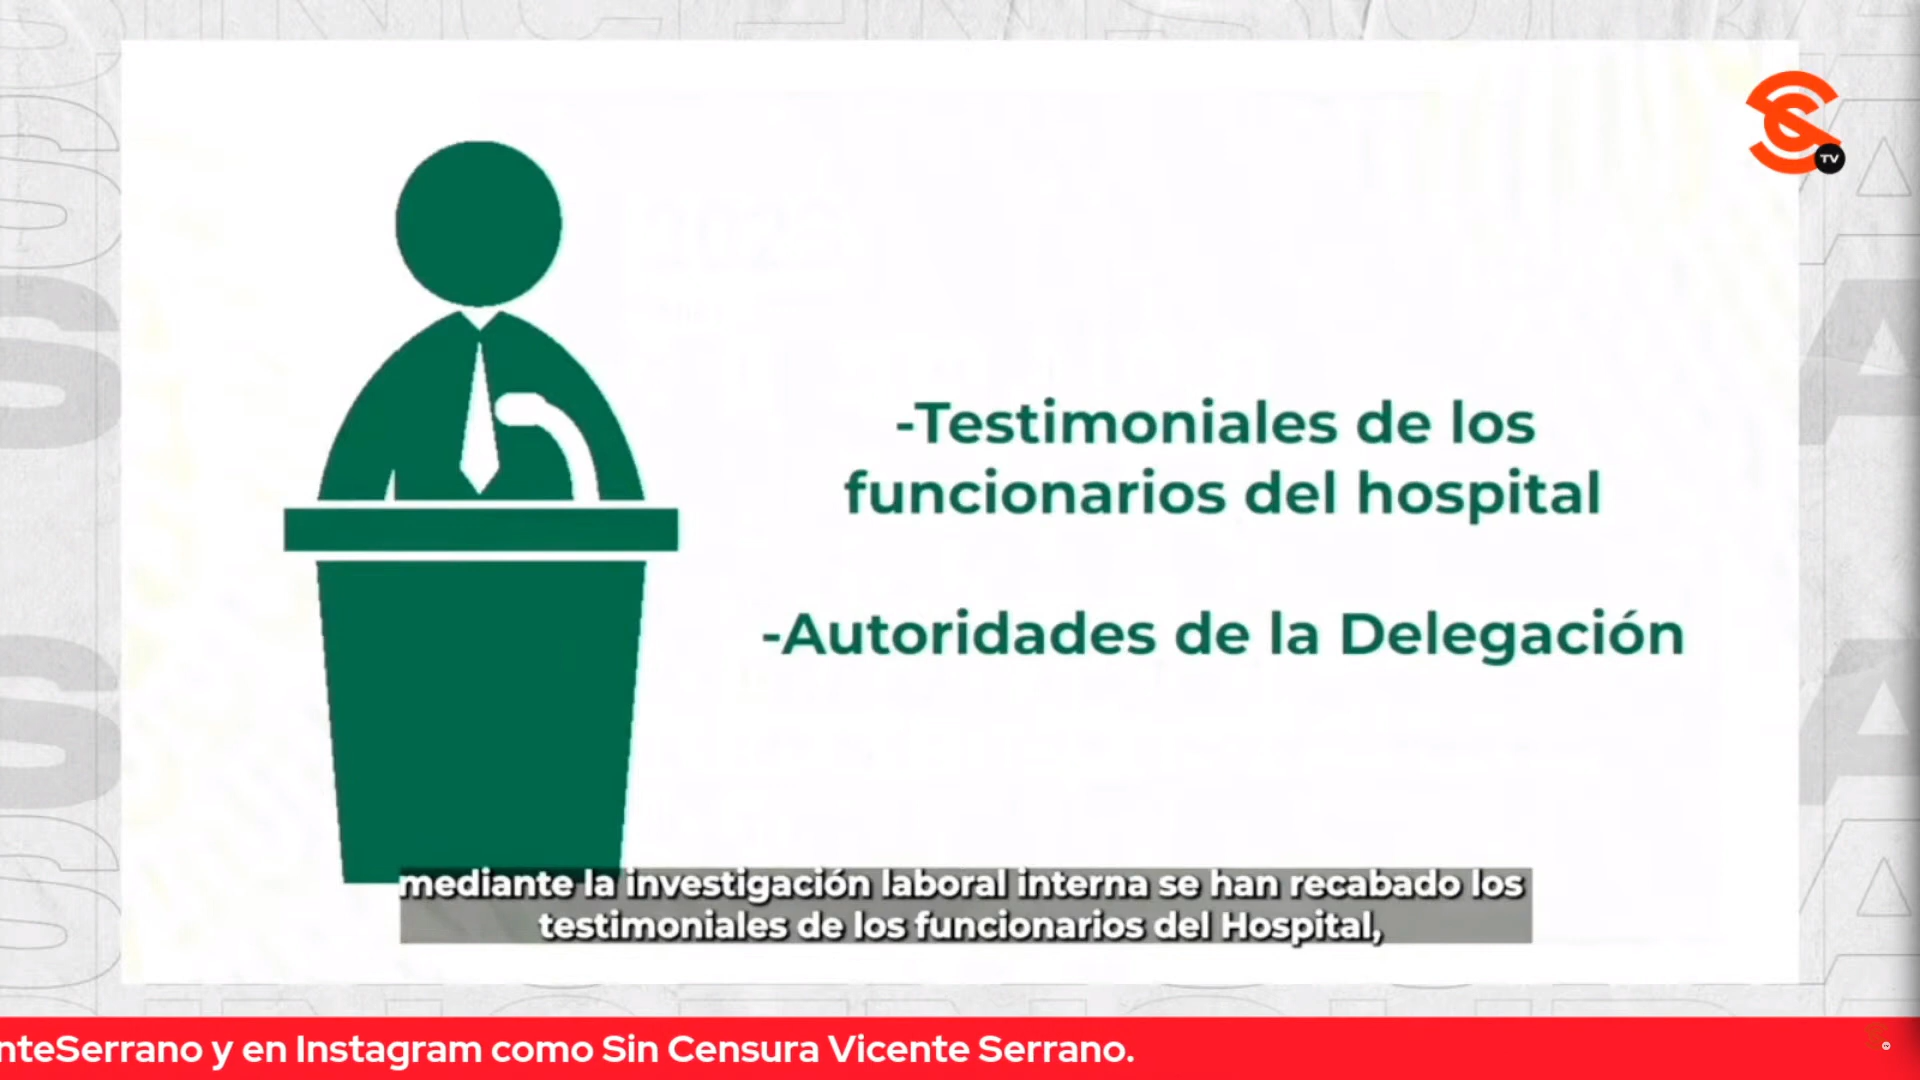 TV
-Testimoniales de los
funcionarios del hospital
-Autoridades de la Delegación
mediante la investigación laboral interna se han recabado los
testimoniales de los funcionarios del Hospital,
nteSerrano y en Instagram como Sin Censura Vicente Serrano.